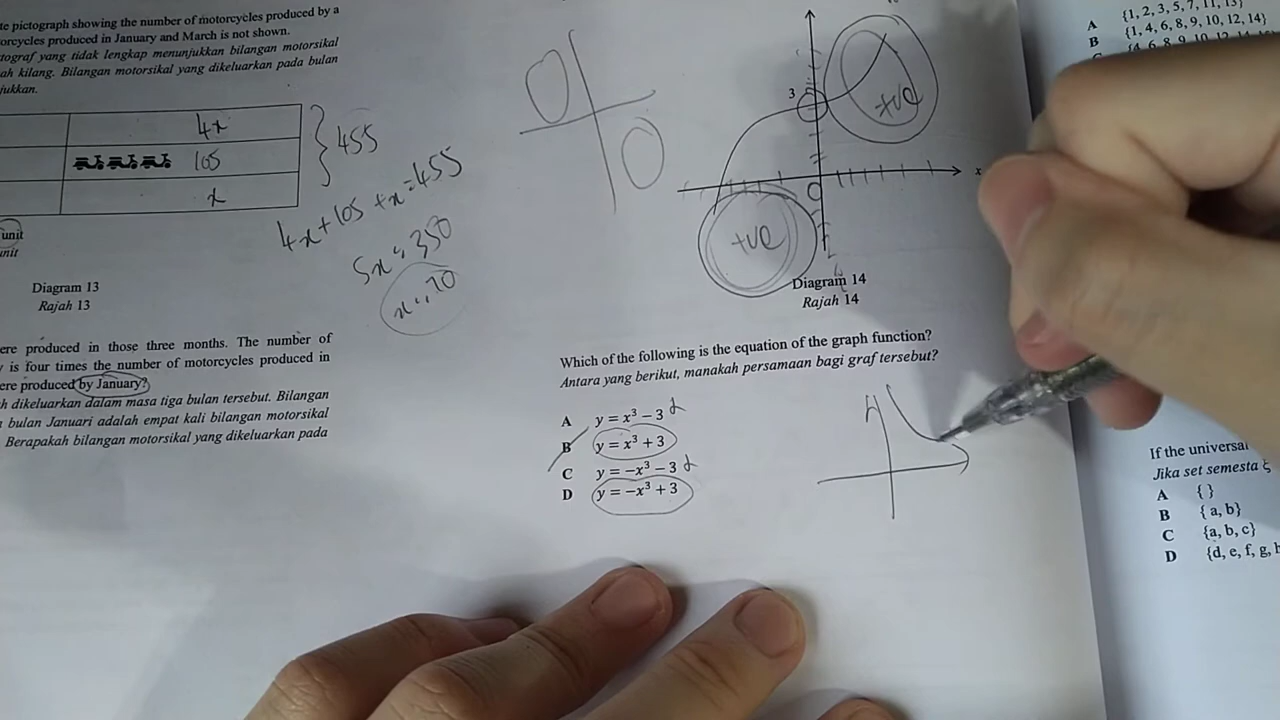 te pictograph showing the number of motorcycles produced by a
orcycles produced in January and March is not shown.
tograf yang tidak lengkap menunjukkan bilangan motorsikal
ah kilang. Bilangan motorsikal yang dikeluarkan pada bulan
jukkan.
4x
105
x
455
4x+105+x=455
5x=350
x=70
unit
unit
Diagram 13
Rajah 13
ere produced in those three months. The number of
y is four times the number of motorcycles produced in
ere produced by January?
h dikeluarkan dalam masa tiga bulan tersebut. Bilangan
bulan Januari adalah empat kali bilangan motorsikal
Berapakah bilangan motorsikal yang dikeluarkan pada
3
+ve
x
0
+ve
Diagram 14
Rajah 14
Which of the following is the equation of the graph function?
Antara yang berikut, manakah persamaan bagi graf tersebut?
A y = x³ – 3
B y = x³ + 3
C y = –x³ – 3
D y = –x³ + 3
A {1, 2, 3, 5, 7, 11, 13}
B {1, 4, 6, 8, 9, 10, 12, 14}
If the universal
Jika set semesta ξ
A { }
B { a, b}
C {a, b, c}
D {d, e, f, g, h